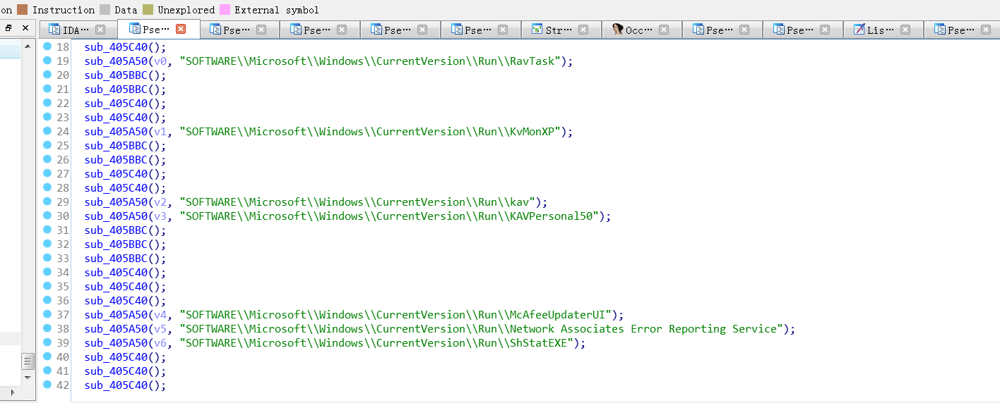 on Instruction Data Unexplored External symbol
IDA… Pse… Pse… Pse… Pse… Pse… Str… Occ… Pse… Pse… Lis… Pse…
18 sub_405C40();
19 sub_405A50(v0, "SOFTWARE\\Microsoft\\Windows\\CurrentVersion\\Run\\RavTask");
20 sub_405BBC();
21 sub_405BBC();
22 sub_405C40();
23 sub_405C40();
24 sub_405A50(v1, "SOFTWARE\\Microsoft\\Windows\\CurrentVersion\\Run\\KvMonXP");
25 sub_405BBC();
26 sub_405BBC();
27 sub_405C40();
28 sub_405C40();
29 sub_405A50(v2, "SOFTWARE\\Microsoft\\Windows\\CurrentVersion\\Run\\kav");
30 sub_405A50(v3, "SOFTWARE\\Microsoft\\Windows\\CurrentVersion\\Run\\KAVPersonal50");
31 sub_405BBC();
32 sub_405BBC();
33 sub_405BBC();
34 sub_405C40();
35 sub_405C40();
36 sub_405C40();
37 sub_405A50(v4, "SOFTWARE\\Microsoft\\Windows\\CurrentVersion\\Run\\McAfeeUpdaterUI");
38 sub_405A50(v5, "SOFTWARE\\Microsoft\\Windows\\CurrentVersion\\Run\\Network Associates Error Reporting Service");
39 sub_405A50(v6, "SOFTWARE\\Microsoft\\Windows\\CurrentVersion\\Run\\ShStatEXE");
40 sub_405C40();
41 sub_405C40();
42 sub_405C40();